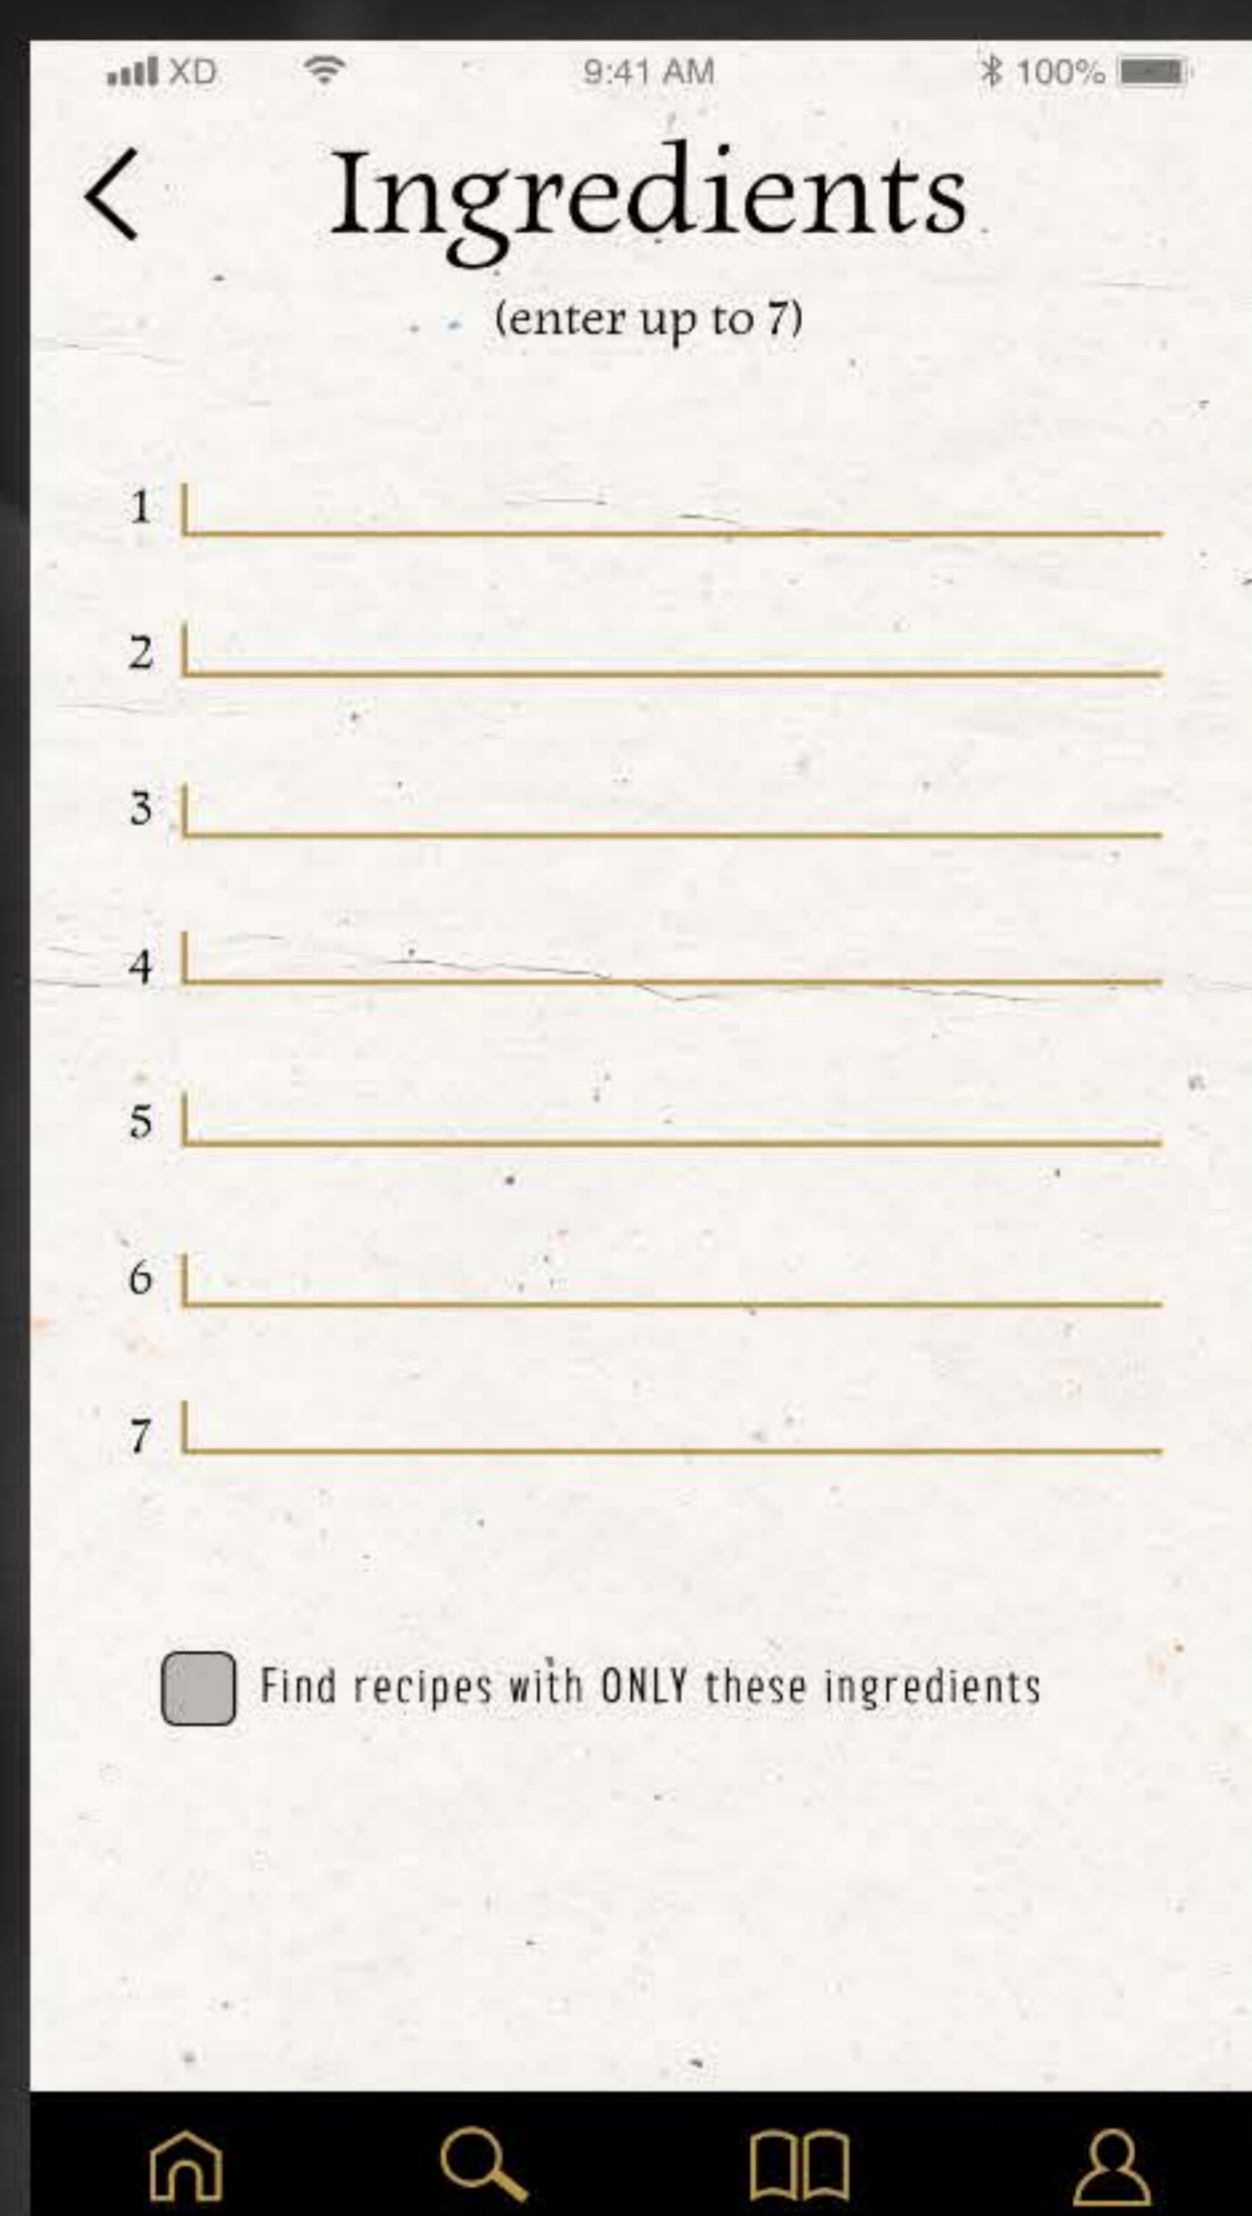 XD 9:41 AM 100%
Ingredients
(enter up to 7)
1
2
3
4
5
6
7
Find recipes with ONLY these ingredients